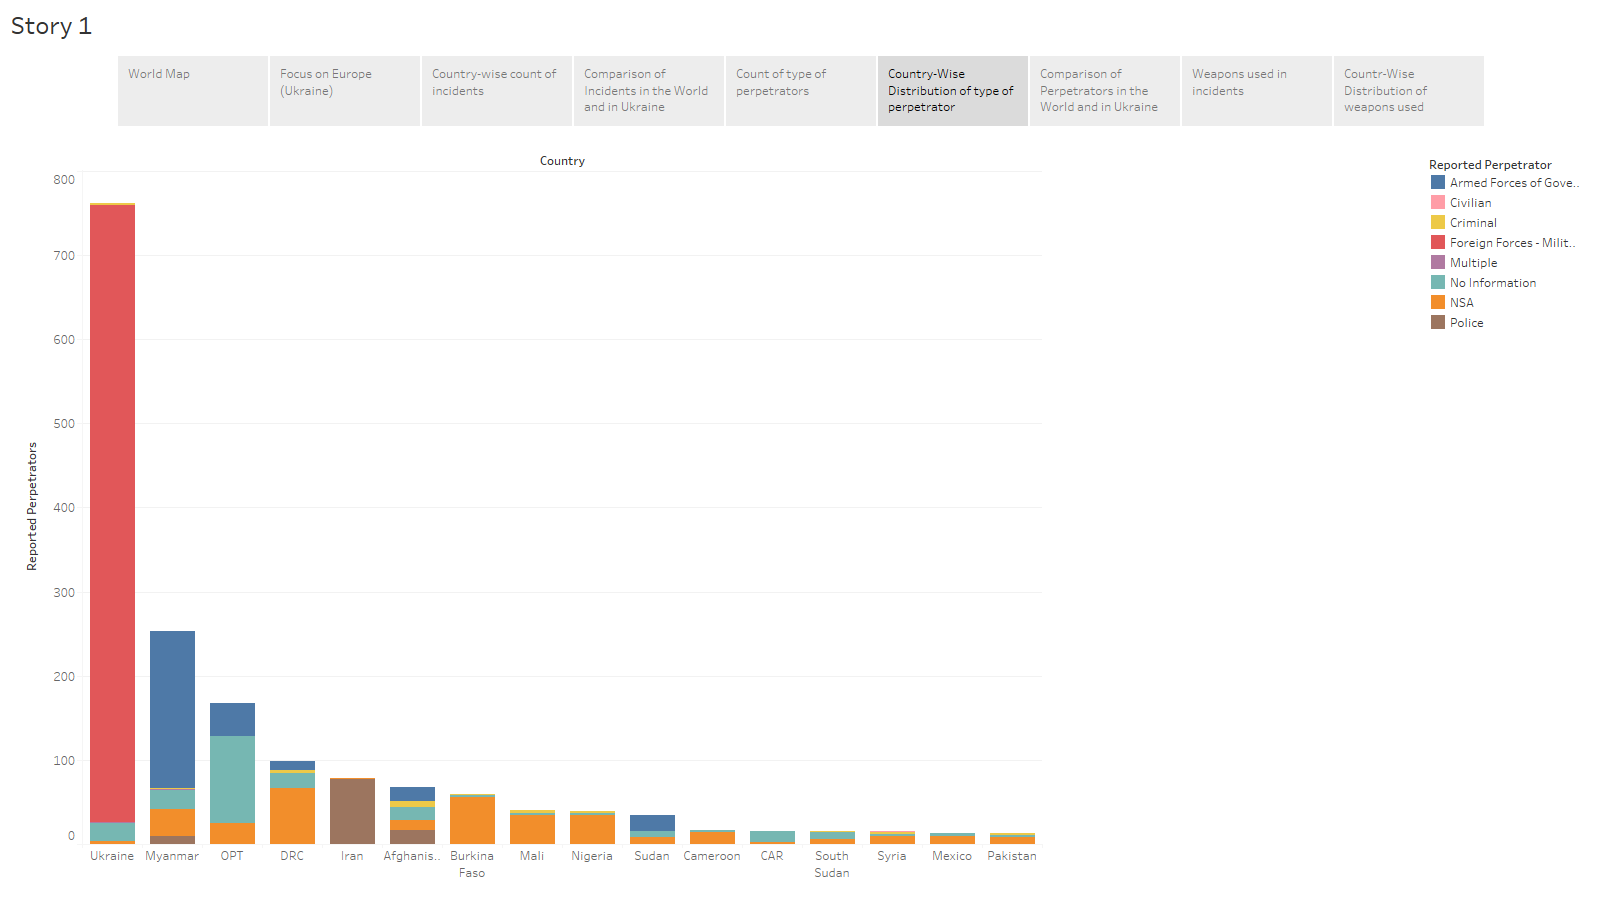 Story 1
World Map
Focus on Europe
(Ukraine)
Country-wise count of
incidents
Comparison of
Incidents in the World
and in Ukraine
Count of type of
perpetrators
Country-Wise
Distribution of type of
perpetrator
Comparison of
Perpetrators in the
World and in Ukraine
Weapons used in
incidents
Countr-Wise
Distribution of
weapons used
Country
800
700
600
500
400
300
200
100
0
Reported Perpetrators
Ukraine
Myanmar
OPT
DRC
Iran
Afghanis..
Burkina
Faso
Mali
Nigeria
Sudan
Cameroon
CAR
South
Sudan
Syria
Mexico
Pakistan
Reported Perpetrator
Armed Forces of Gove..
Civilian
Criminal
Foreign Forces - Milit..
Multiple
No Information
NSA
Police